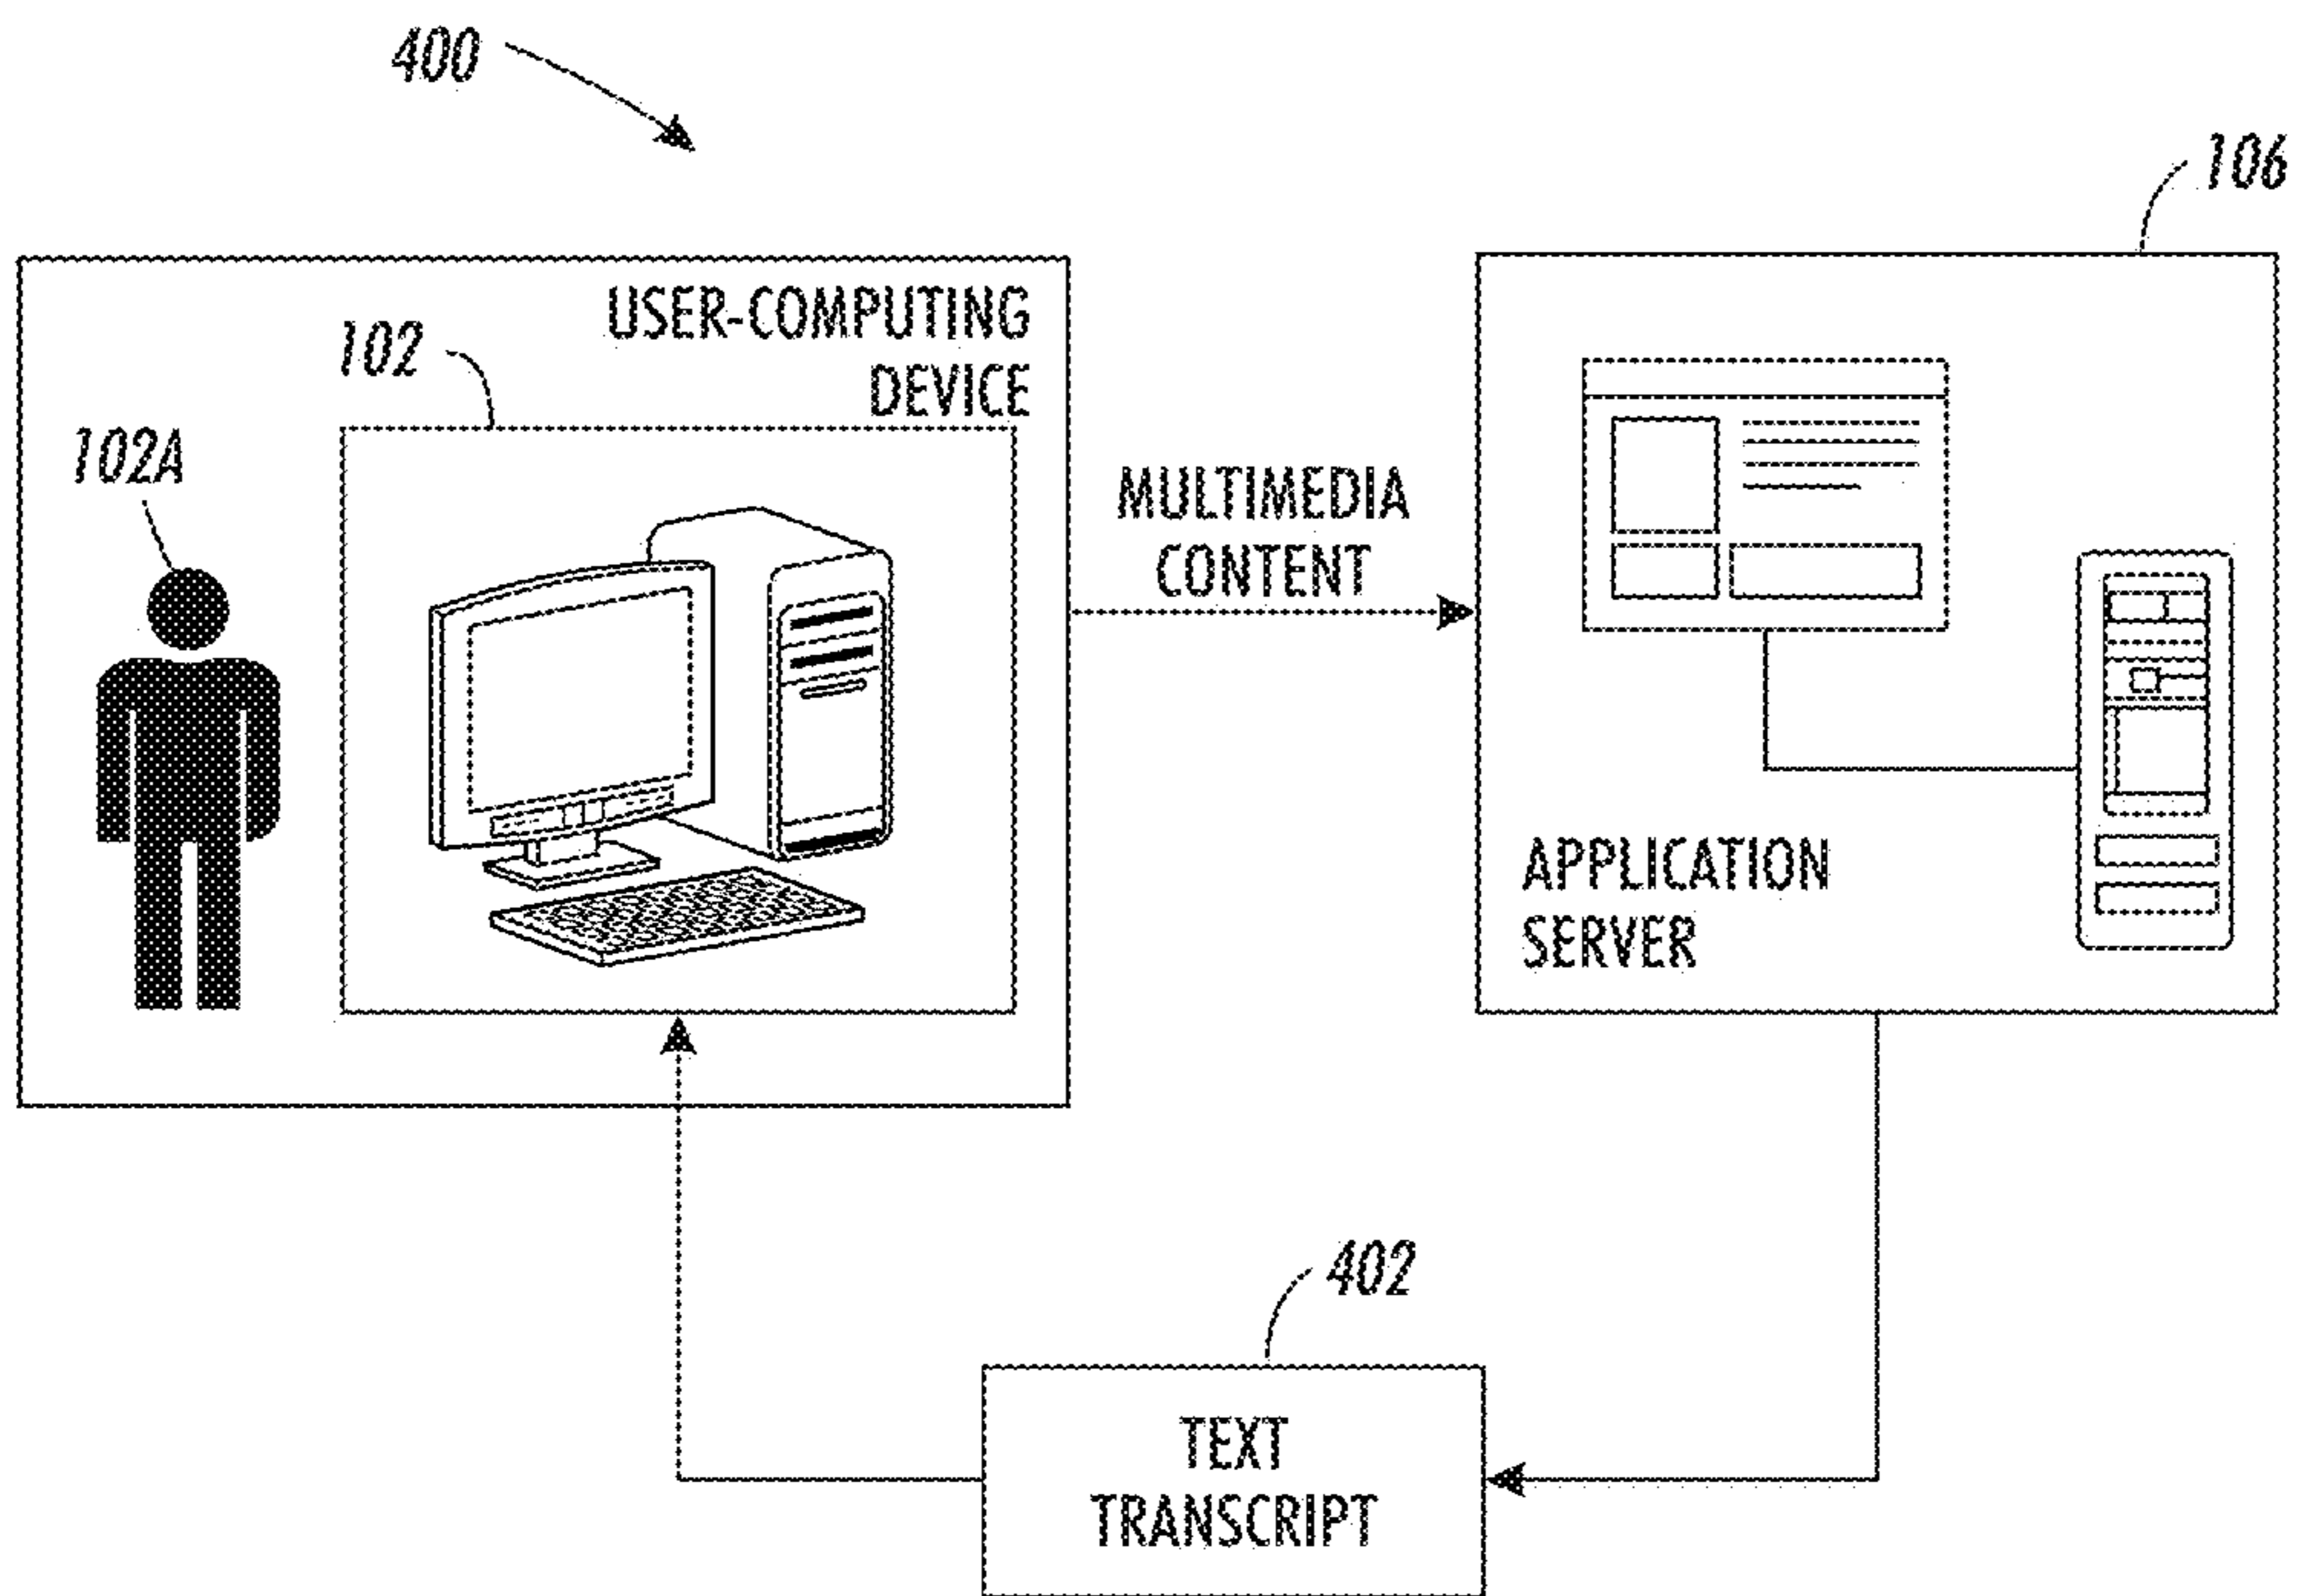 400
106
USER-COMPUTING
DEVICE
102
102A
MULTIMEDIA
CONTENT
APPLICATION
SERVER
402
TEXT
TRANSCRIPT